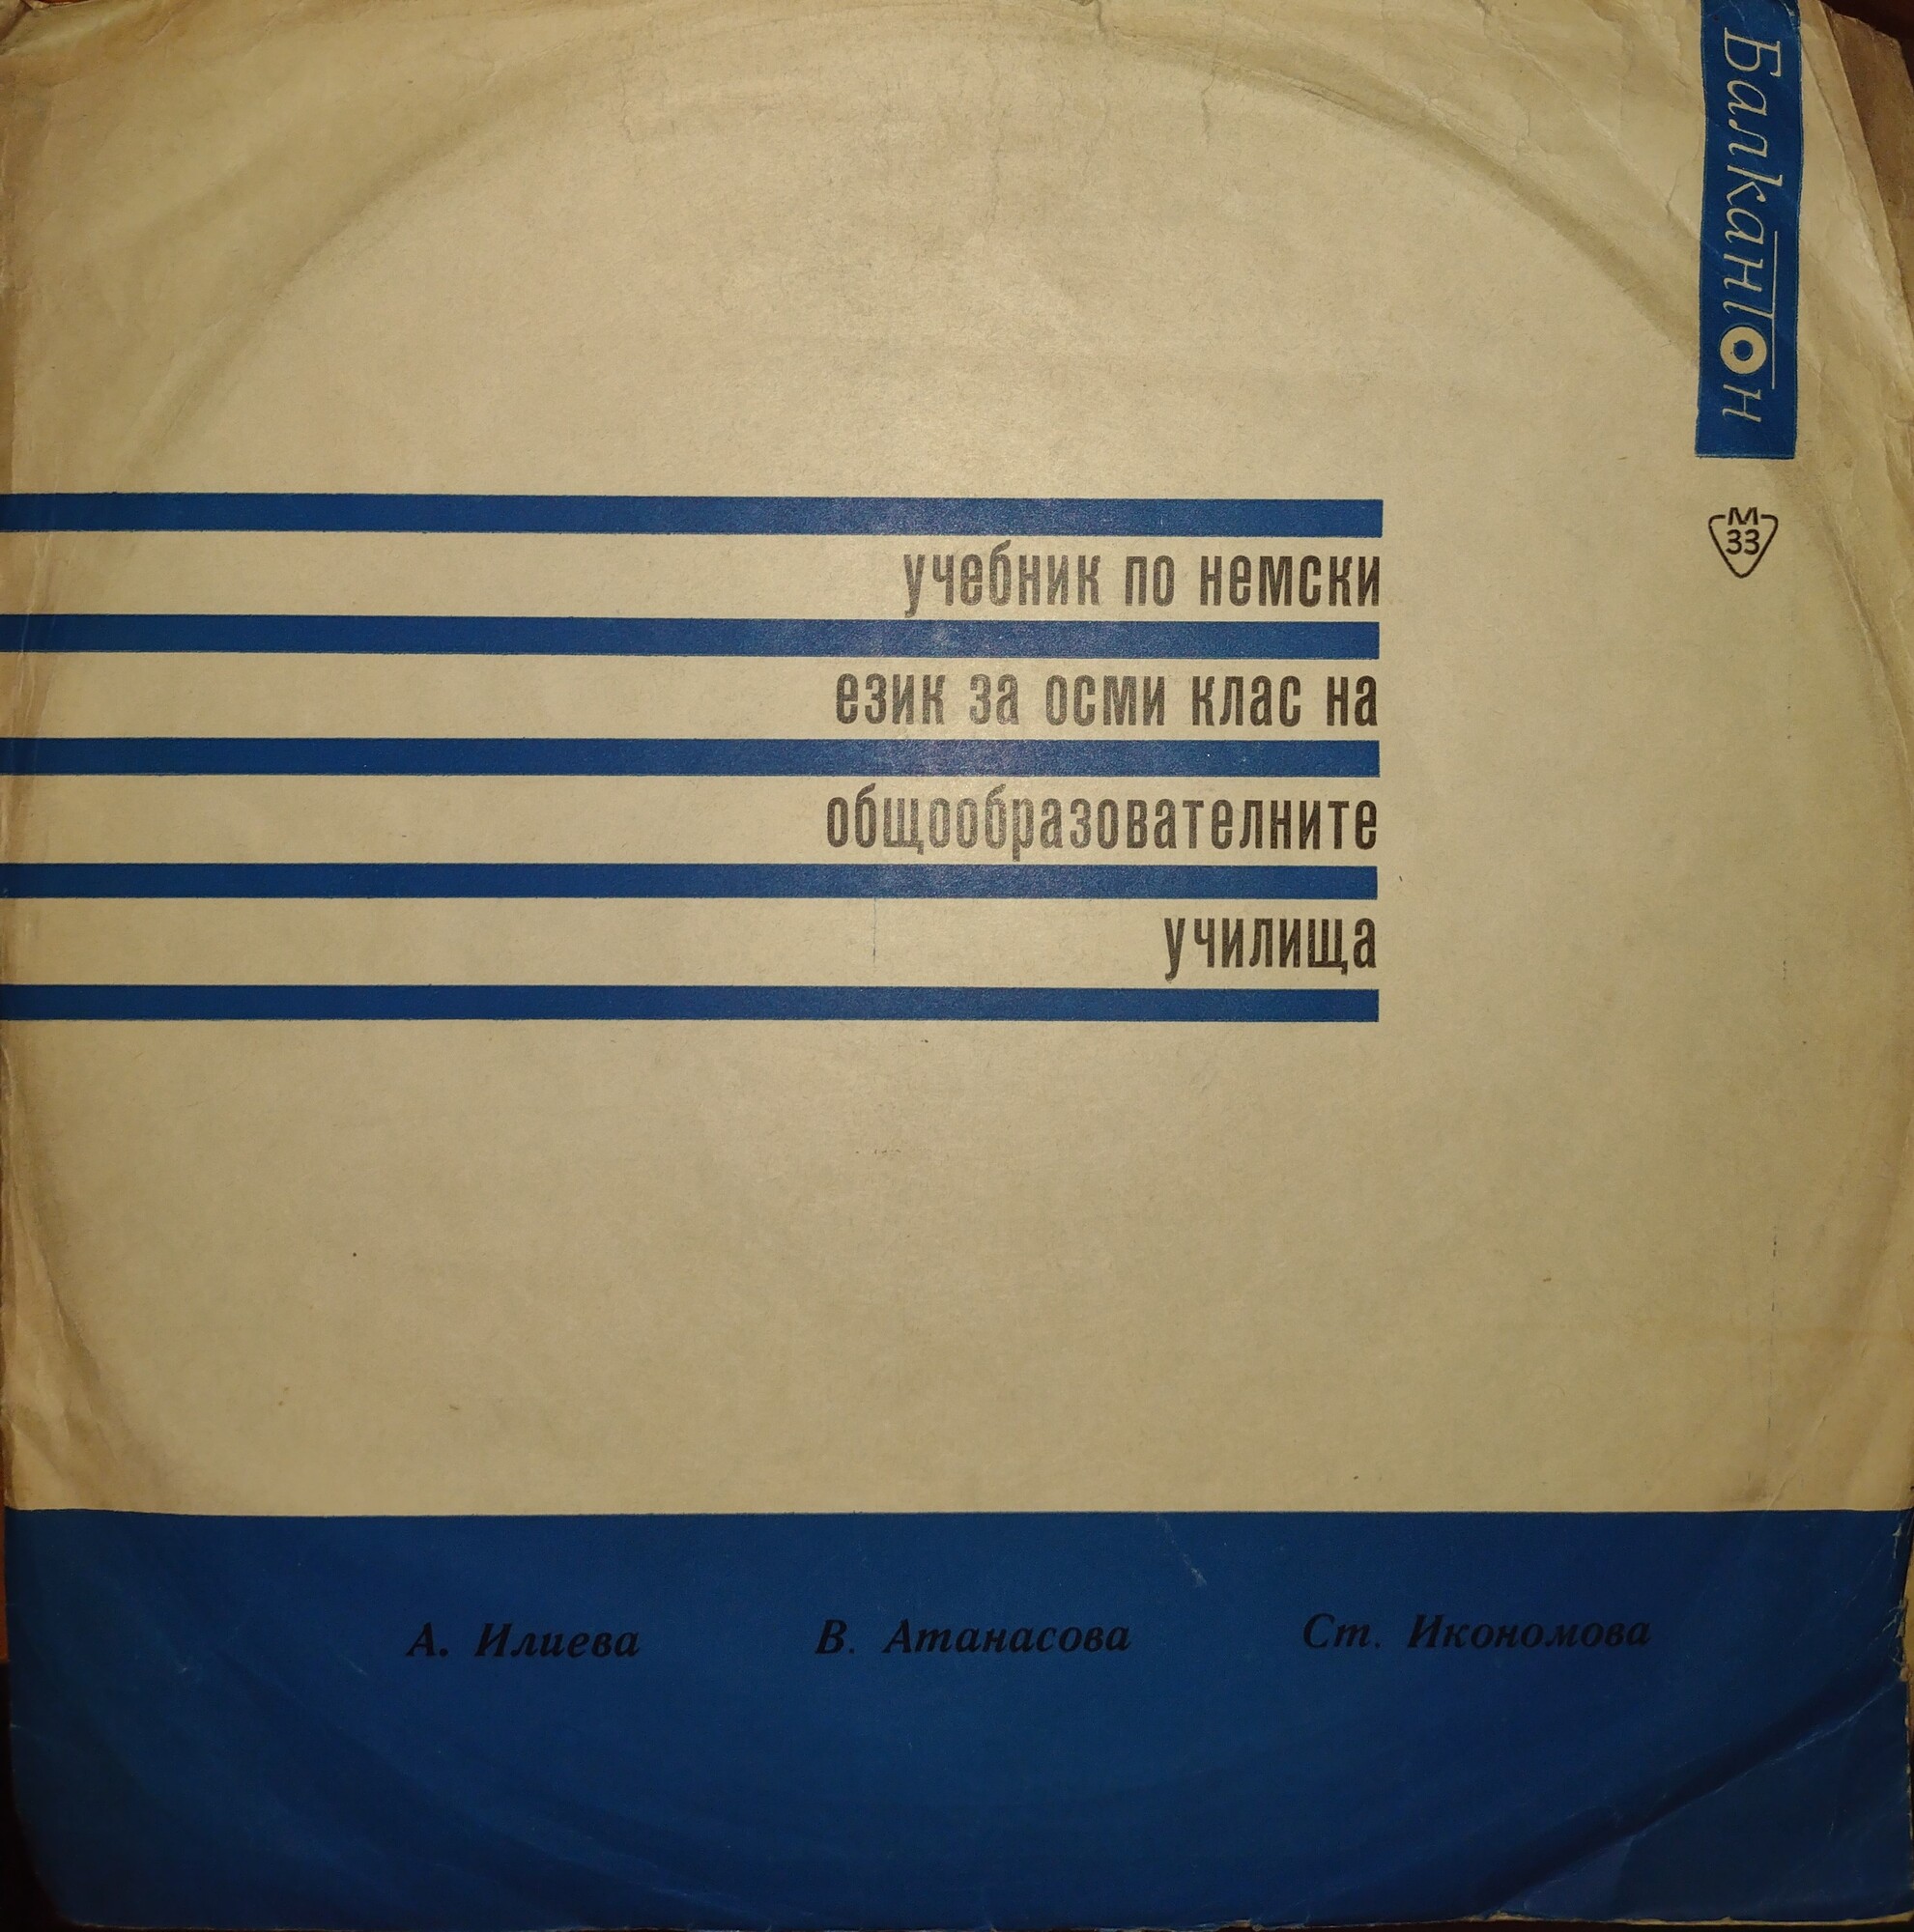 Балкантон
М
33
учебник по немски
език за осми клас на
общообразователните
училища
А. Илиева В. Атанасова Ст. Икономова